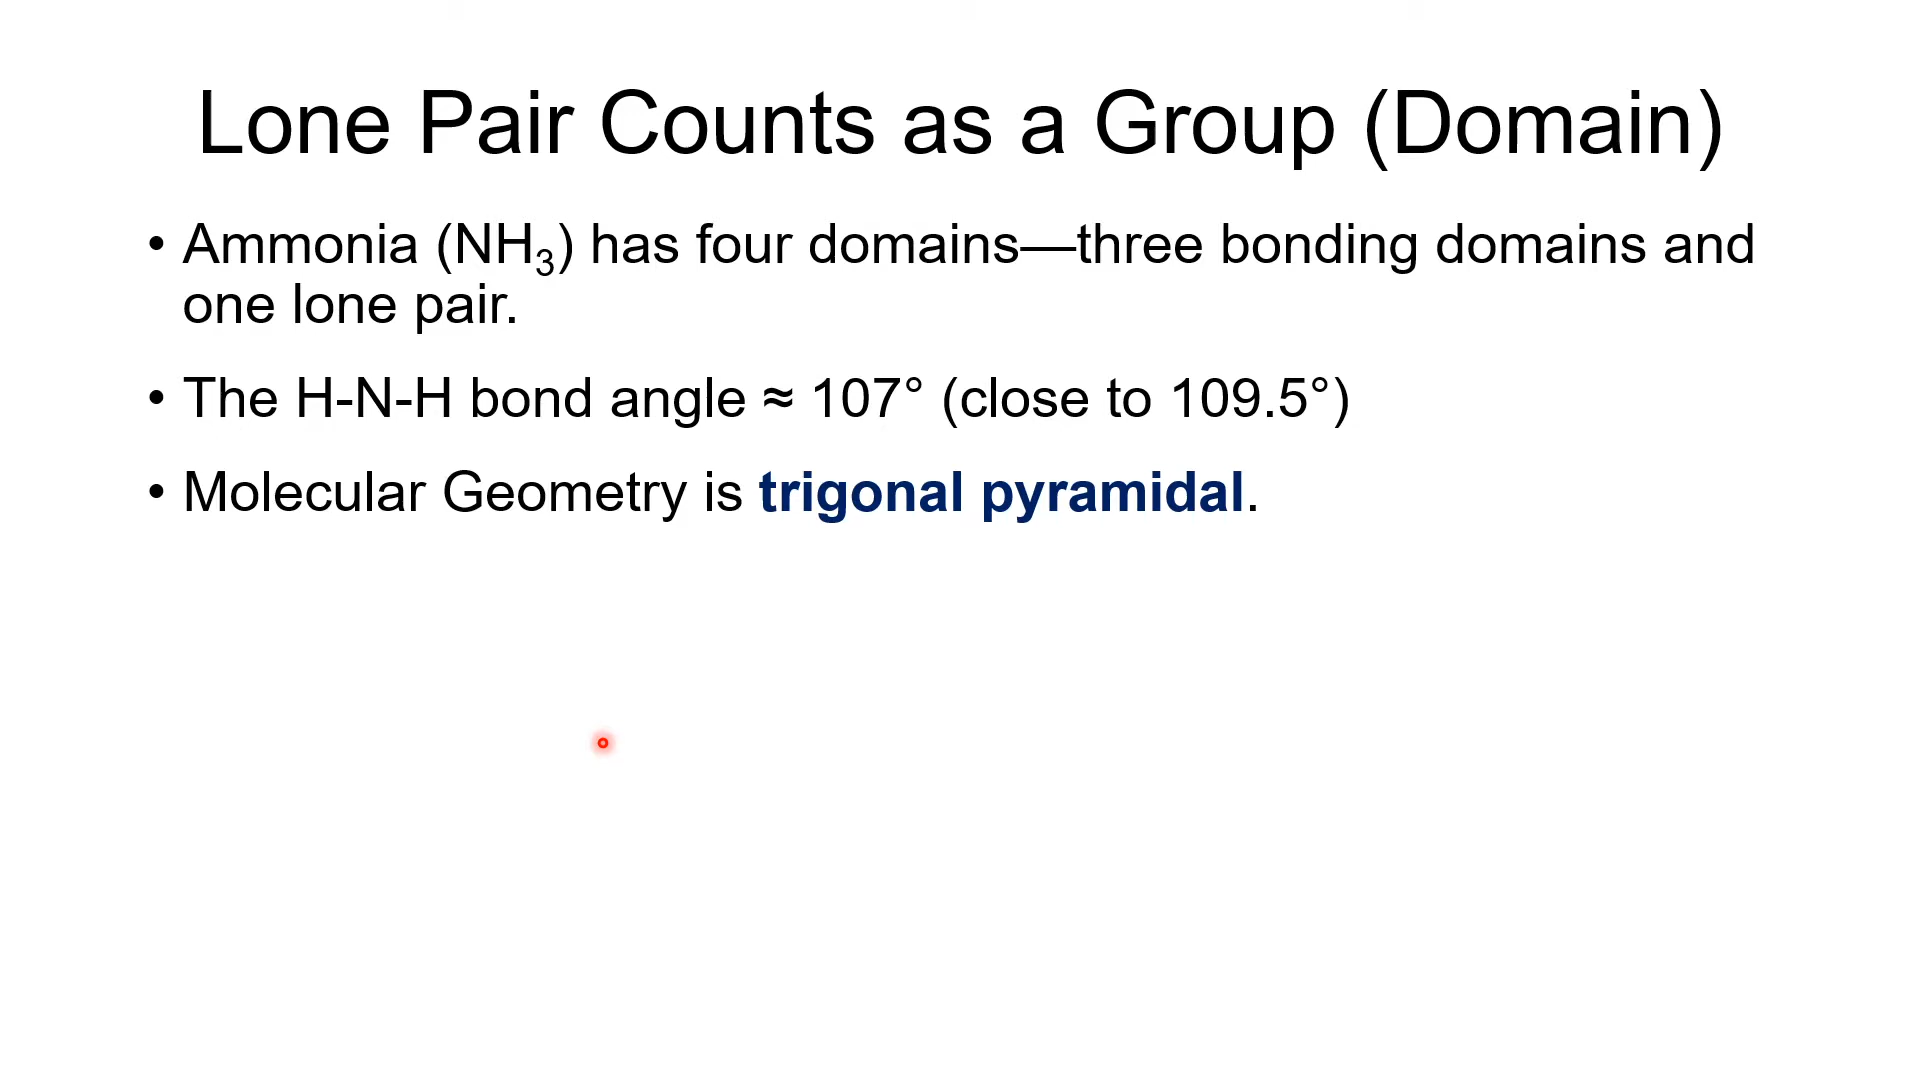 Lone Pair Counts as a Group (Domain)
• Ammonia (NH₃) has four domains—three bonding domains and
one lone pair.
• The H-N-H bond angle ≈ 107° (close to 109.5°)
• Molecular Geometry is trigonal pyramidal.